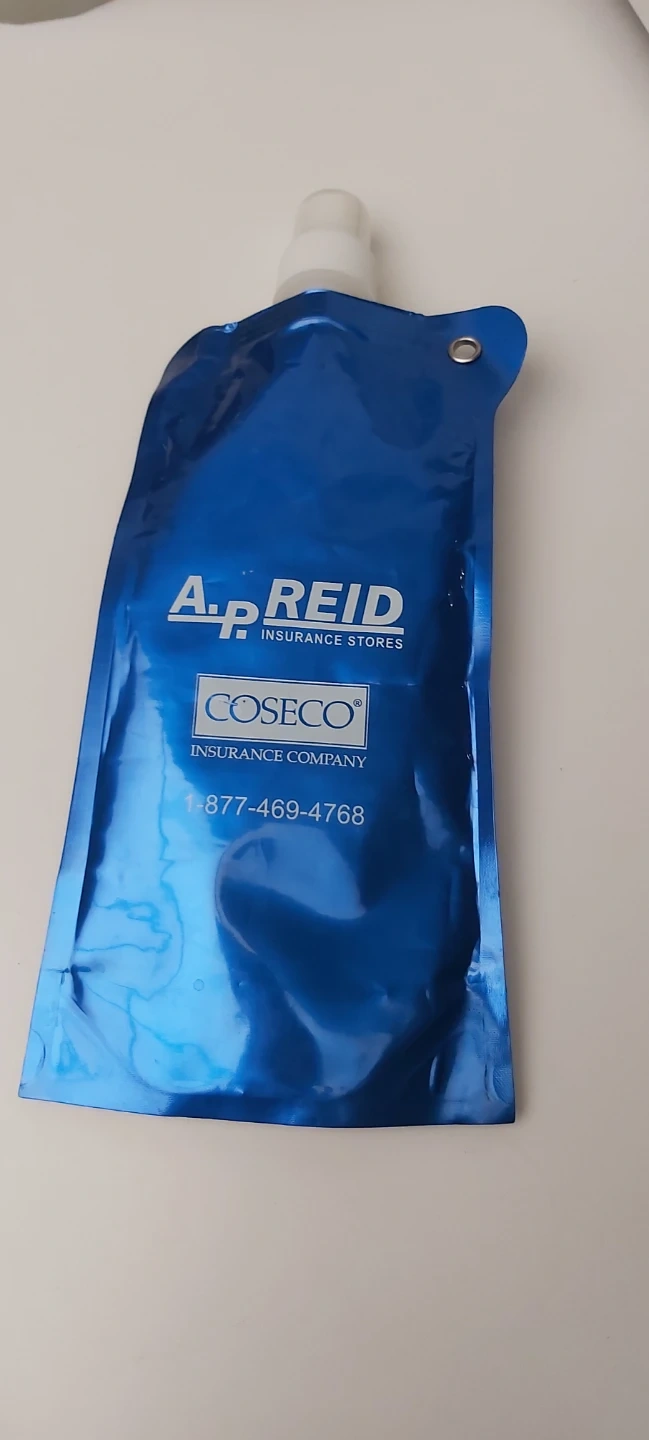 A.P. REID
INSURANCE STORES
COSECO®
INSURANCE COMPANY
1-877-469-4768